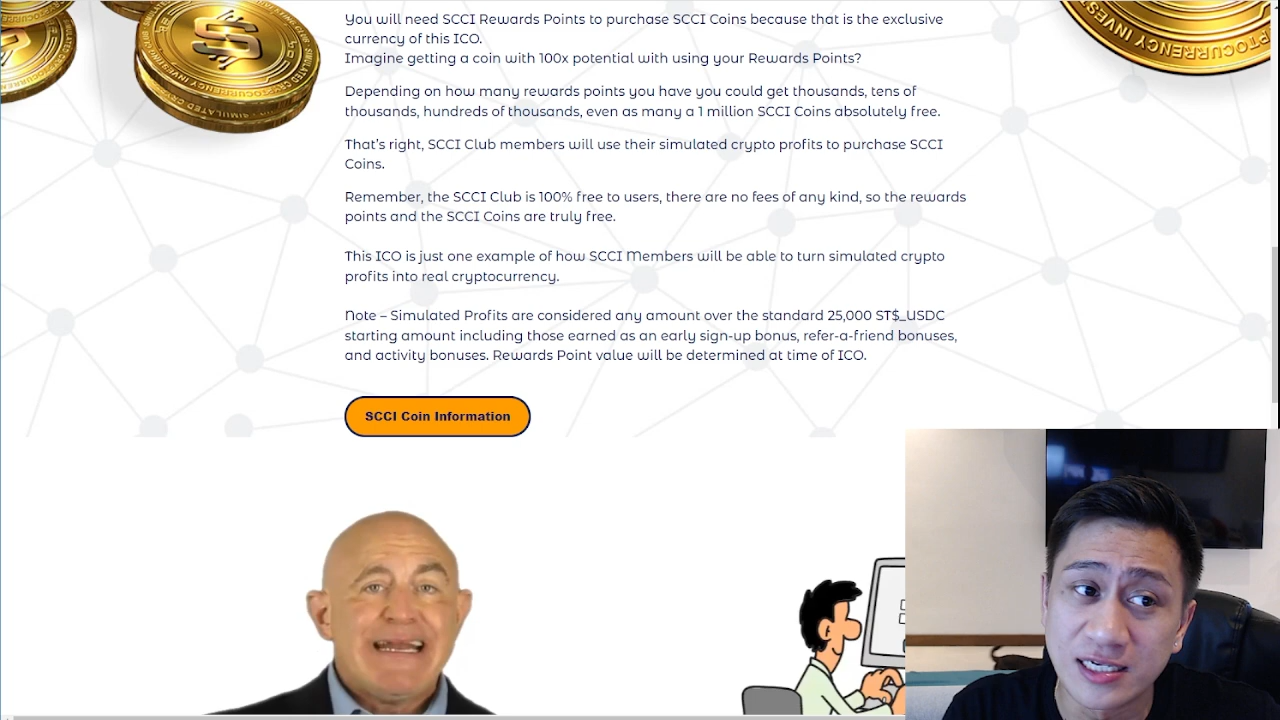 You will need SCCI Rewards Points to purchase SCCI Coins because that is the exclusive
currency of this ICO.
Imagine getting a coin with 100x potential with using your Rewards Points?
Depending on how many rewards points you have you could get thousands, tens of
thousands, hundreds of thousands, even as many a 1 million SCCI Coins absolutely free.
That's right, SCCI Club members will use their simulated crypto profits to purchase SCCI
Coins.
Remember, the SCCI Club is 100% free to users, there are no fees of any kind, so the rewards
points and the SCCI Coins are truly free.
This ICO is just one example of how SCCI Members will be able to turn simulated crypto
profits into real cryptocurrency.
Note – Simulated Profits are considered any amount over the standard 25,000 ST$_USDC
starting amount including those earned as an early sign-up bonus, refer-a-friend bonuses,
and activity bonuses. Rewards Point value will be determined at time of ICO.
SCCI Coin Information